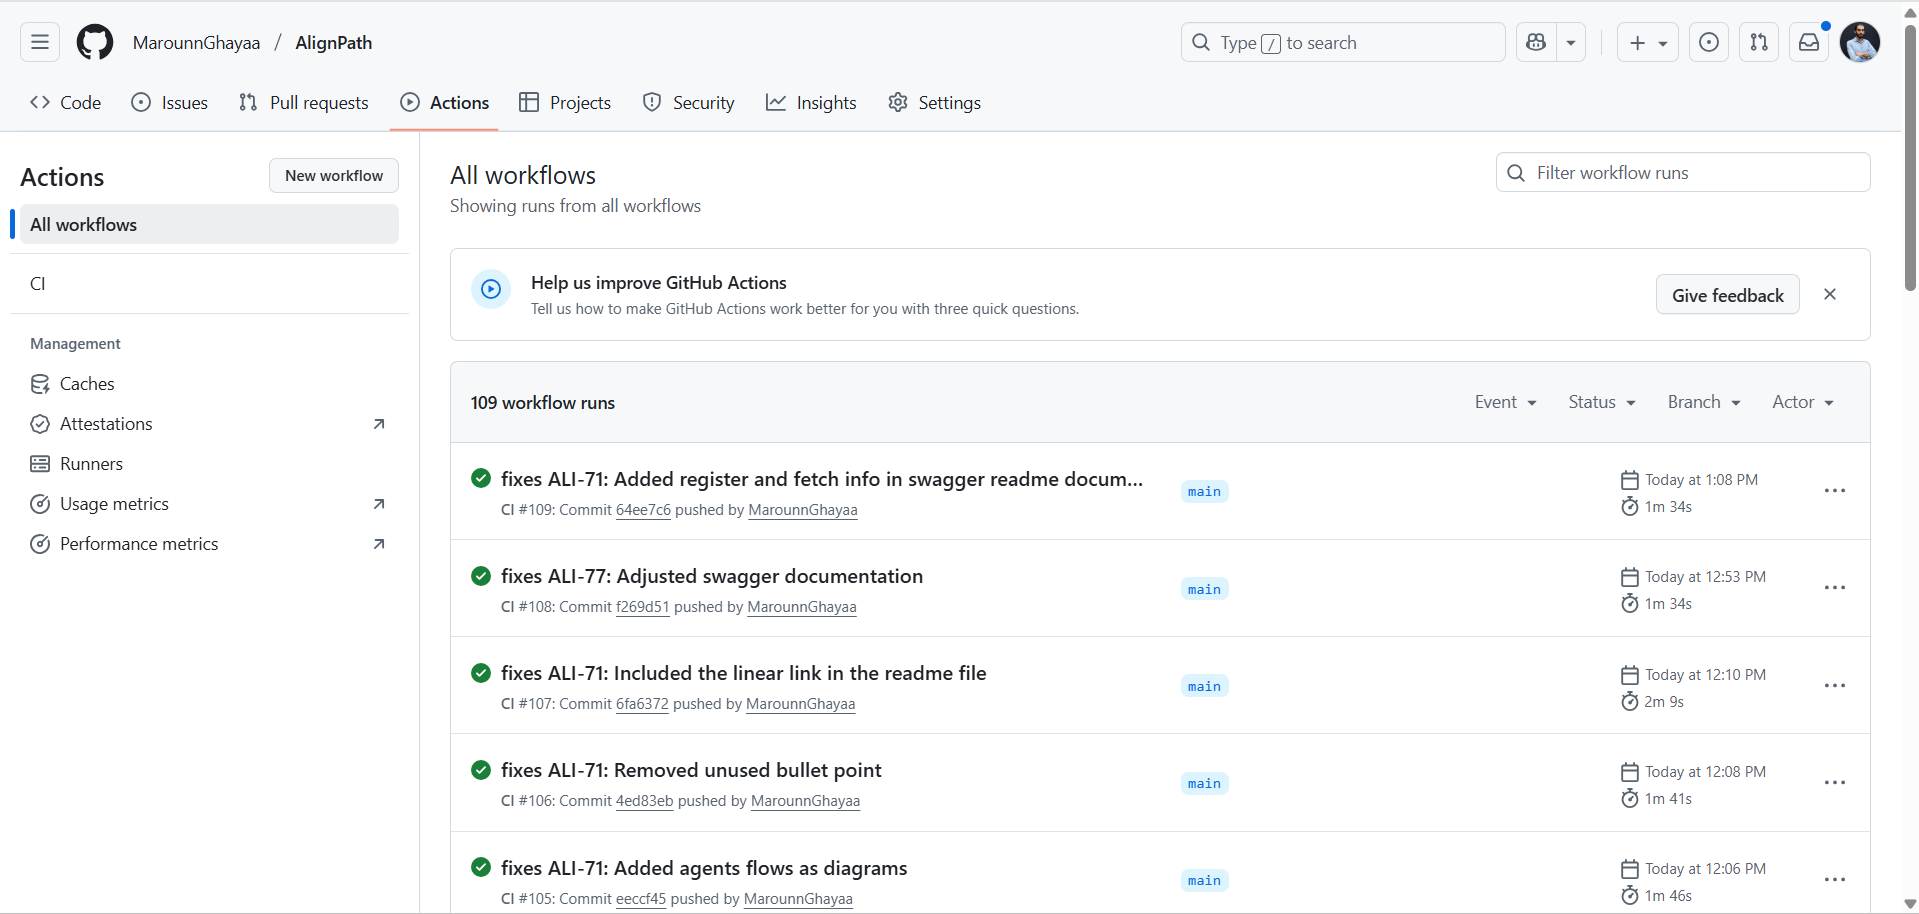 MarounnGhayaa / AlignPath
Type / to search
Code
Issues
Pull requests
Actions
Projects
Security
Insights
Settings
Actions
New workflow
All workflows
CI
Management
Caches
Attestations
Runners
Usage metrics
Performance metrics
All workflows
Showing runs from all workflows
Filter workflow runs
Help us improve GitHub Actions
Tell us how to make GitHub Actions work better for you with three quick questions.
Give feedback
109 workflow runs
Event
Status
Branch
Actor
fixes ALI-71: Added register and fetch info in swagger readme docum...
CI #109: Commit 64ee7c6 pushed by MarounnGhayaa
main
Today at 1:08 PM
1m 34s
fixes ALI-77: Adjusted swagger documentation
CI #108: Commit f269d51 pushed by MarounnGhayaa
main
Today at 12:53 PM
1m 34s
fixes ALI-71: Included the linear link in the readme file
CI #107: Commit 6fa6372 pushed by MarounnGhayaa
main
Today at 12:10 PM
2m 9s
fixes ALI-71: Removed unused bullet point
CI #106: Commit 4ed83eb pushed by MarounnGhayaa
main
Today at 12:08 PM
1m 41s
fixes ALI-71: Added agents flows as diagrams
CI #105: Commit eeccf45 pushed by MarounnGhayaa
main
Today at 12:06 PM
1m 46s